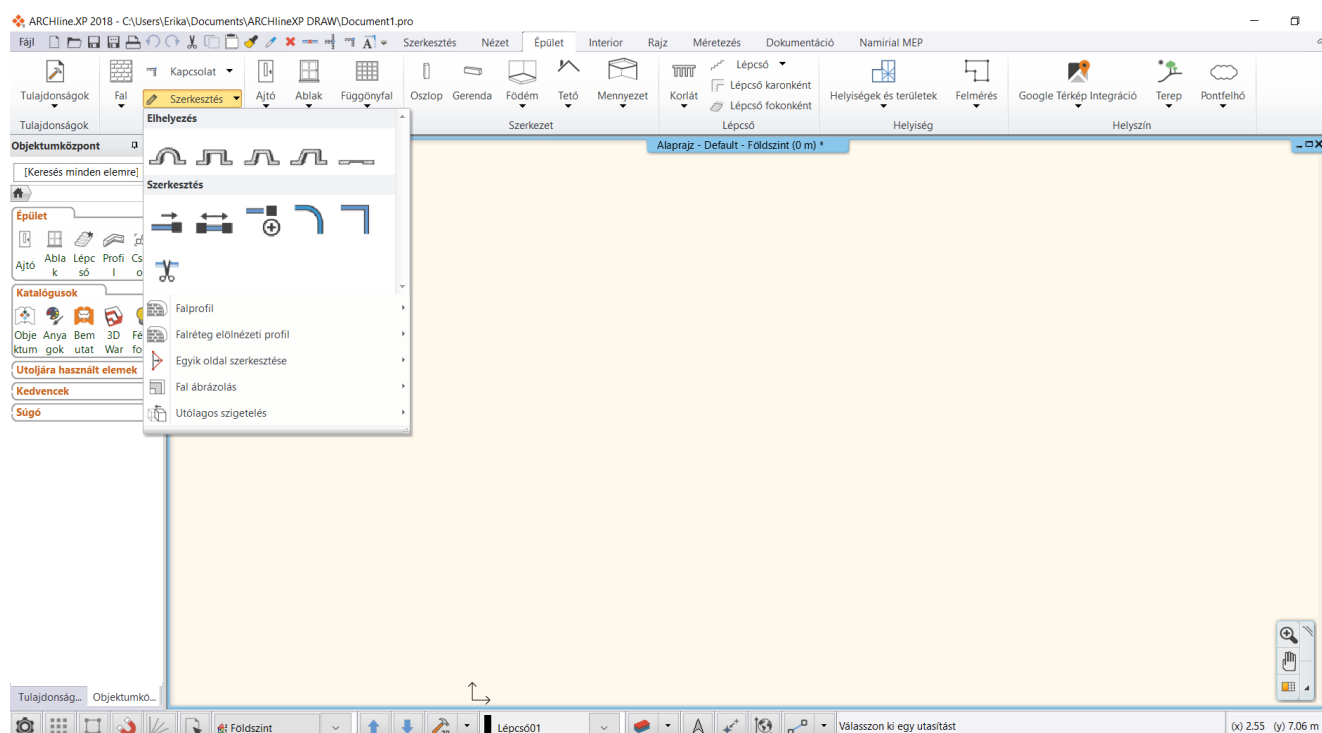 ARCHline.XP 2018 - C:\Users\Erika\Documents\ARCHlineXP DRAW\Document1.pro
Fájl Szerkesztés Nézet Épület Interior Rajz Méretezés Dokumentáció Namirial MEP
Kapcsolat Lépcső
Lépcső karonként
Tulajdonságok Fal Szerkesztés Ajtó Ablak Függönyfal Oszlop Gerenda Födém Tető Mennyezet Korlát Helyiségek és területek Felmérés Google Térkép Integráció Terep Pontfelhő
Lépcső fokonként
Tulajdonságok Szerkezet Lépcső Helyiség Helyszín
Elhelyezés
Szerkesztés
Falprofil
Falréteg elölnézeti profil
Egyik oldal szerkesztése
Fal ábrázolás
Utólagos szigetelés
Objektumközpont
[Keresés minden elemre]
Épület
Ajtó Abla Lépc Profi Cs
k ső l o
Katalógusok
Obje Anya Bem 3D Fé
ktum gok utat War fo
Utoljára használt elemek
Kedvencek
Súgó
Alaprajz - Default - Földszint (0 m) *
Tulajdonság... Objektumkö...
Földszint Lépcső01 Válasszon ki egy utasítást (x) 2.55 (y) 7.06 m